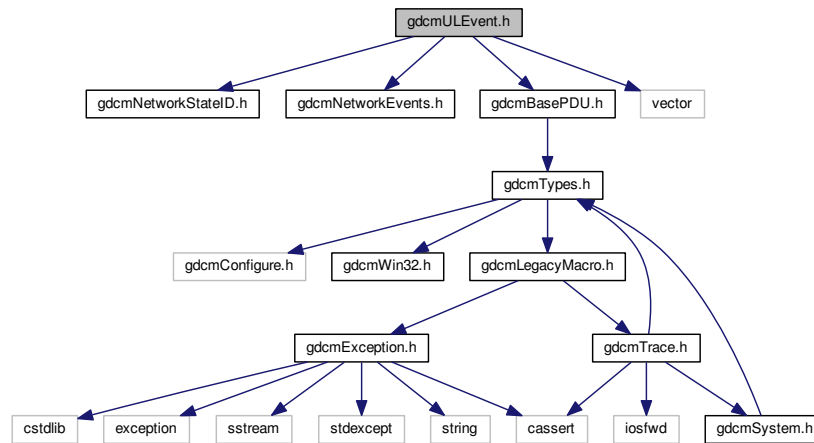 gdcmULEvent.h
gdcmNetworkStateID.h
gdcmNetworkEvents.h
gdcmBasePDU.h
vector
gdcmTypes.h
gdcmConfigure.h
gdcmWin32.h
gdcmLegacyMacro.h
gdcmException.h
gdcmTrace.h
cstdlib
exception
sstream
stdexcept
string
cassert
iosfwd
gdcmSystem.h